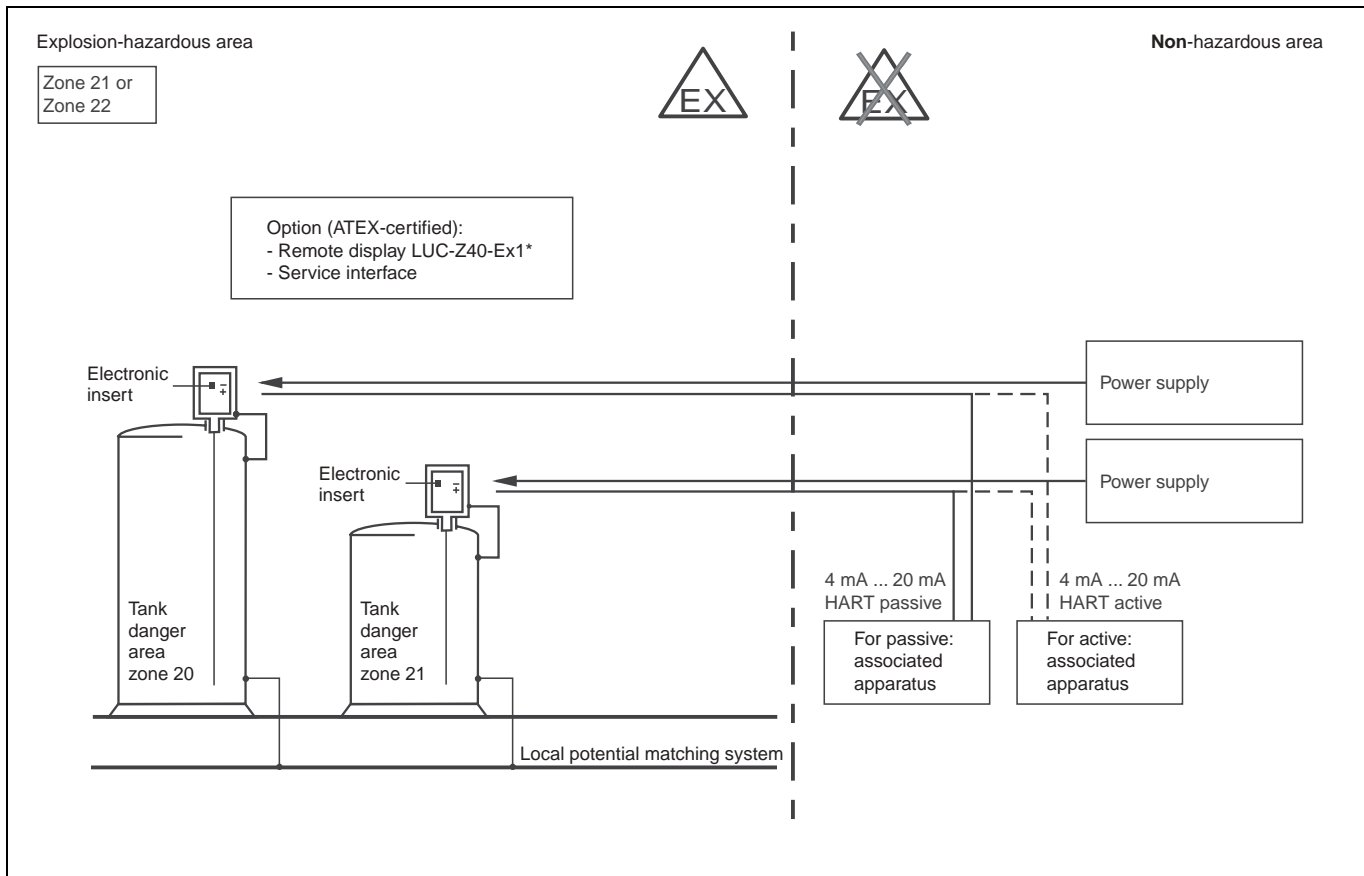 Explosion-hazardous area
Non-hazardous area
Zone 21 or
Zone 22
EX
EX
Option (ATEX-certified):
- Remote display LUC-Z40-Ex1*
- Service interface
Electronic
insert
- +
Power supply
Electronic
insert
- +
Power supply
4 mA ... 20 mA
HART passive
4 mA ... 20 mA
HART active
Tank
danger
area
zone 20
Tank
danger
area
zone 21
For passive:
associated
apparatus
For active:
associated
apparatus
Local potential matching system